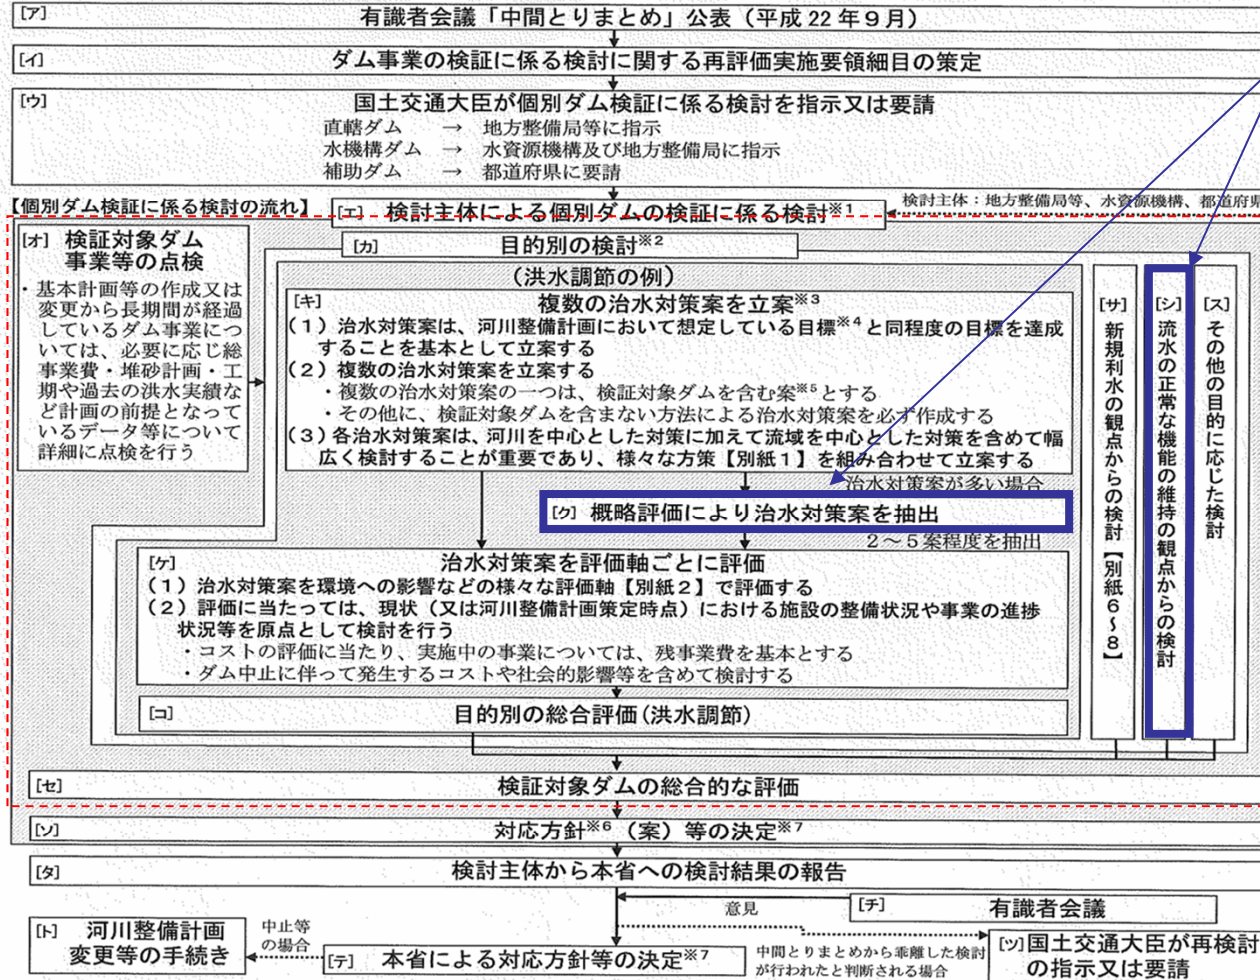 [ア] 有識者会議「中間とりまとめ」公表（平成22年９月）
[イ] ダム事業の検証に係る検討に関する再評価実施要領細目の策定
[ウ] 国土交通大臣が個別ダム検証に係る検討を指示又は要請
直轄ダム → 地方整備局等に指示
水機構ダム → 水資源機構及び地方整備局に指示
補助ダム → 都道府県に要請
【個別ダム検証に係る検討の流れ】
[エ] 検討主体による個別ダムの検証に係る検討※1
検討主体：地方整備局等、水資源機構、都道府県
[オ] 検証対象ダム
事業等の点検
・基本計画等の作成又は
変更から長期間が経過
しているダム事業につ
いては、必要に応じ総
事業費・堆砂計画・工
期や過去の洪水実績な
ど計画の前提となって
いるデータ等について
詳細に点検を行う
[カ] 目的別の検討※2
（洪水調節の例）
[キ] 複数の治水対策案を立案※3
（１）治水対策案は、河川整備計画において想定している目標※4と同程度の目標を達成
することを基本として立案する
（２）複数の治水対策案を立案する
・複数の治水対策案の一つは、検証対象ダムを含む案※5とする
・その他に、検証対象ダムを含まない方法による治水対策案を必ず作成する
（３）各治水対策案は、河川を中心とした対策に加えて流域を中心とした対策を含めて幅
広く検討することが重要であり、様々な方策【別紙１】を組み合わせて立案する
治水対策案が多い場合
[ク] 概略評価により治水対策案を抽出
２～５案程度を抽出
[ケ] 治水対策案を評価軸ごとに評価
（１）治水対策案を環境への影響などの様々な評価軸【別紙２】で評価する
（２）評価に当たっては、現状（又は河川整備計画策定時点）における施設の整備状況や事業の進捗
状況等を原点として検討を行う
・コストの評価に当たり、実施中の事業については、残事業費を基本とする
・ダム中止に伴って発生するコストや社会的影響等を含めて検討する
[コ] 目的別の総合評価（洪水調節）
[サ] 新規利水の観点からの検討【別紙６～８】
[シ] 流水の正常な機能の維持の観点からの検討
[ス] その他の目的に応じた検討
[セ] 検証対象ダムの総合的な評価
[ソ] 対応方針※6（案）等の決定※7
[タ] 検討主体から本省への検討結果の報告
意見
[チ] 有識者会議
[ト] 河川整備計画
変更等の手続き
中止等
の場合
[テ] 本省による対応方針等の決定※7
中間とりまとめから乖離した検討
が行われたと判断される場合
[ツ] 国土交通大臣が再検討
の指示又は要請